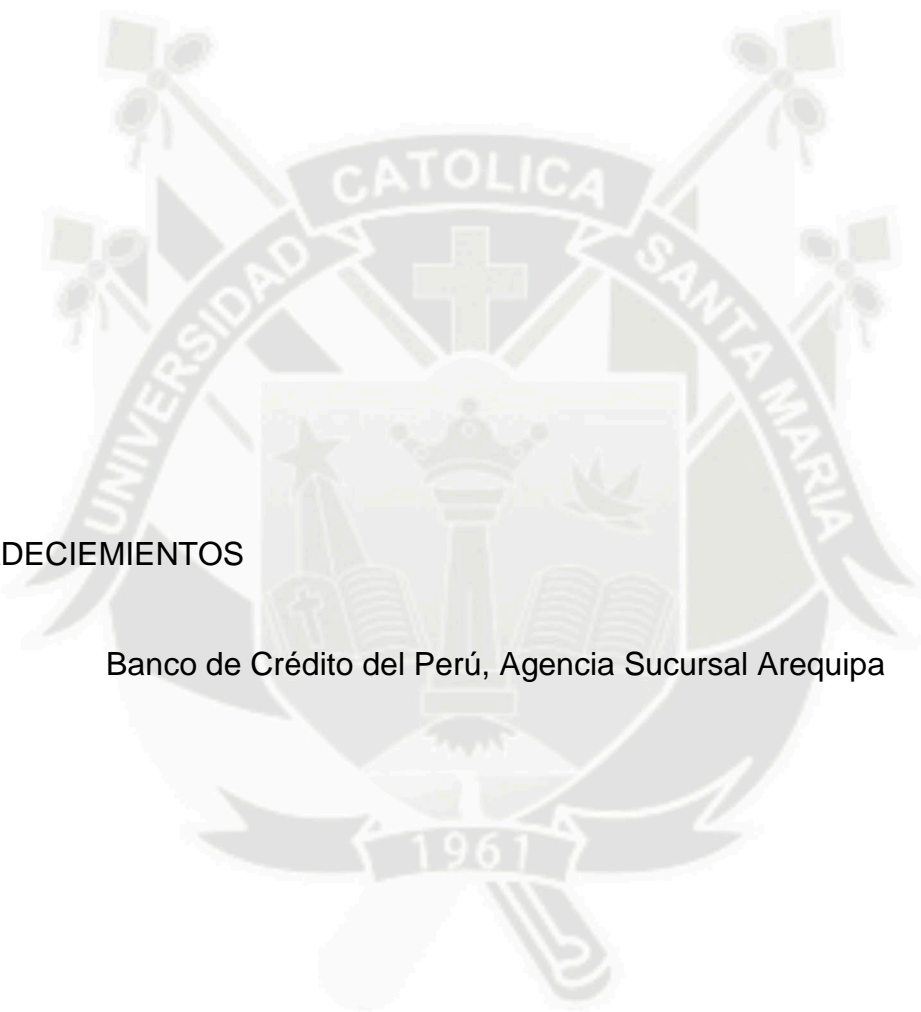 UNIVERSIDAD CATOLICA SANTA MARIA
DECIEMIENTOS
Banco de Crédito del Perú, Agencia Sucursal Arequipa
1961